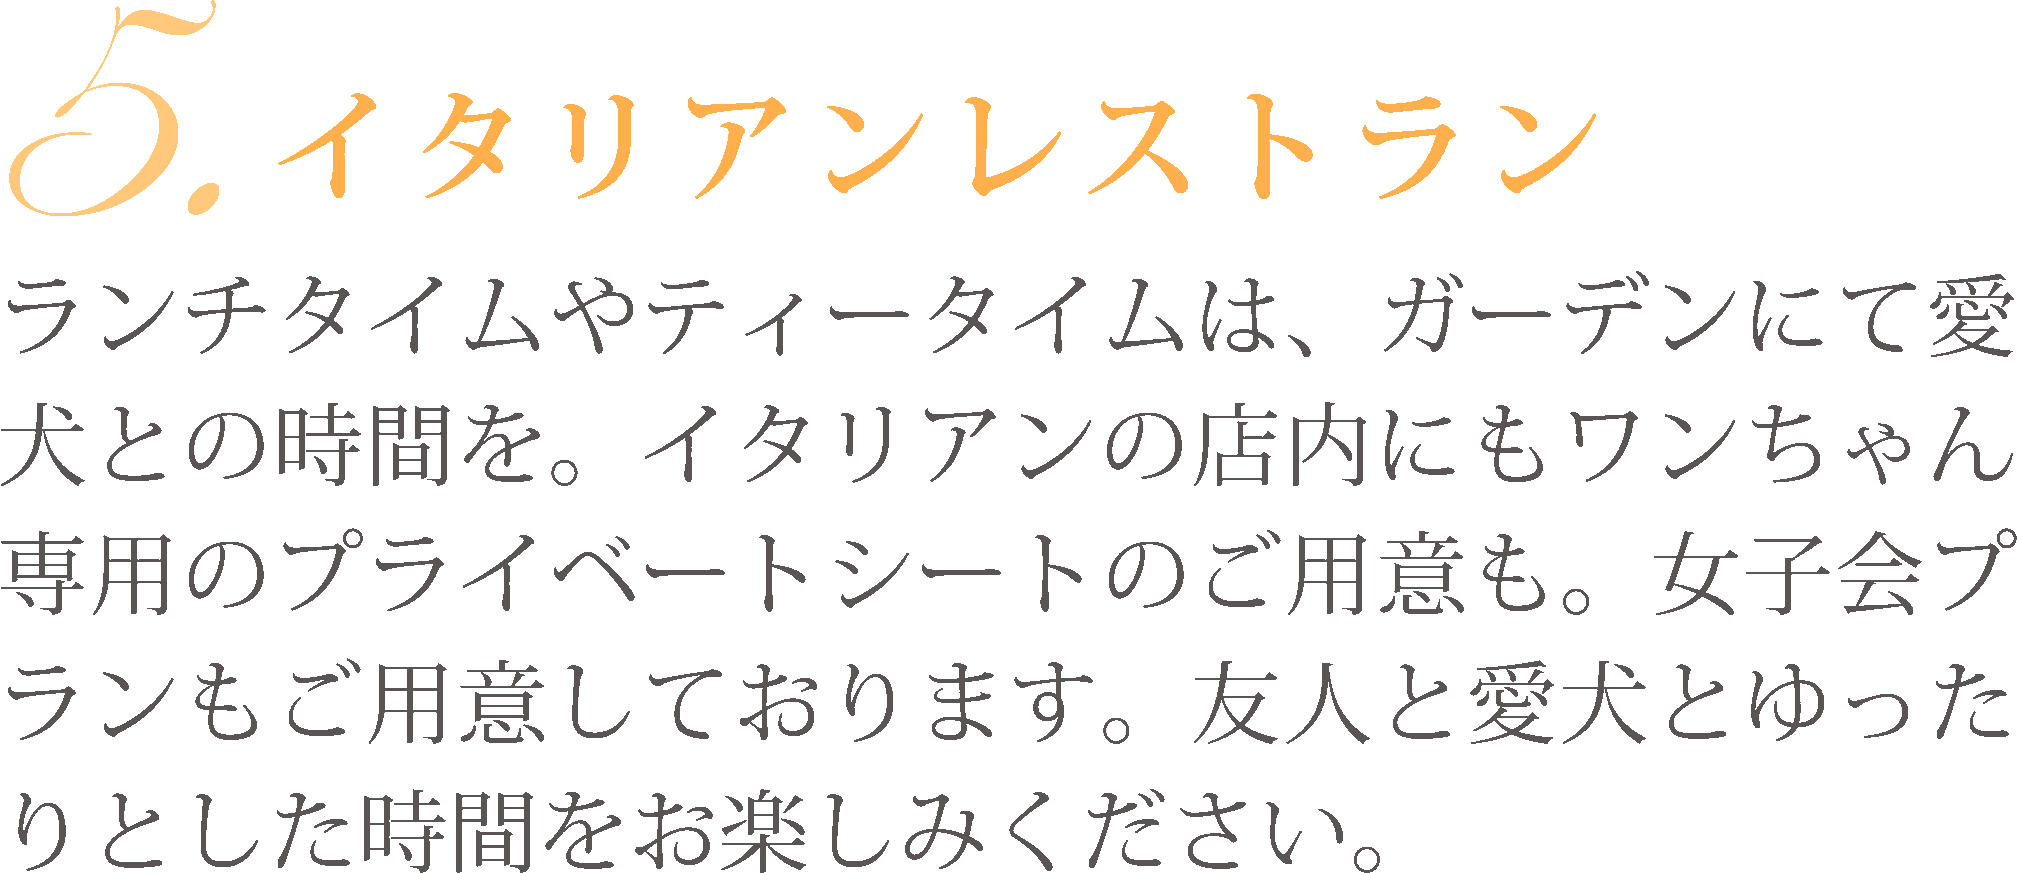 5. イタリアンレストラン
ランチタイムやティータイムは、ガーデンにて愛
犬との時間を。イタリアンの店内にもワンちゃん
専用のプライベートシートのご用意も。女子会プ
ランもご用意しております。友人と愛犬とゆった
りとした時間をお楽しみください。